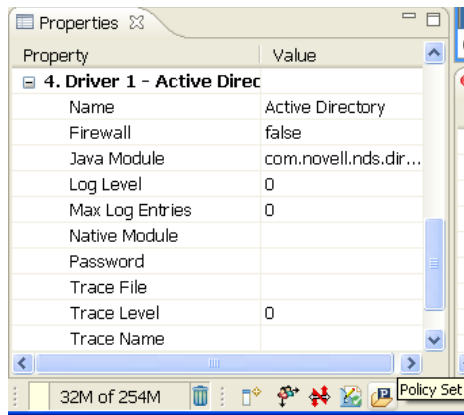 Properties
Property Value
4. Driver 1 - Active Direc
Name Active Directory
Firewall false
Java Module com.novell.nds.dir...
Log Level 0
Max Log Entries 0
Native Module
Password
Trace File
Trace Level 0
Trace Name
32M of 254M
Policy Set